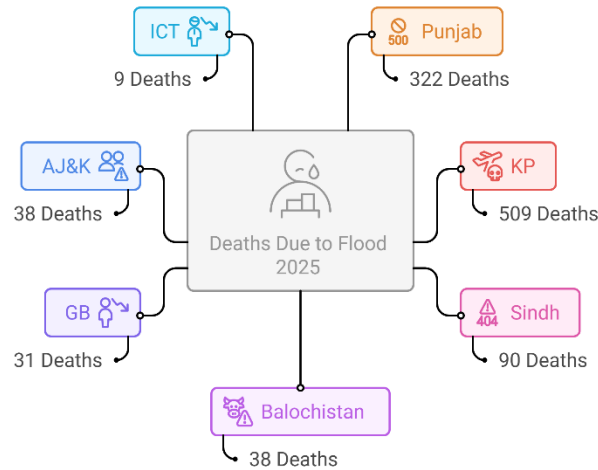 ICT
9 Deaths
500
Punjab
322 Deaths
AJ&K
38 Deaths
KP
509 Deaths
Deaths Due to Flood
2025
GB
31 Deaths
404
Sindh
90 Deaths
Balochistan
38 Deaths